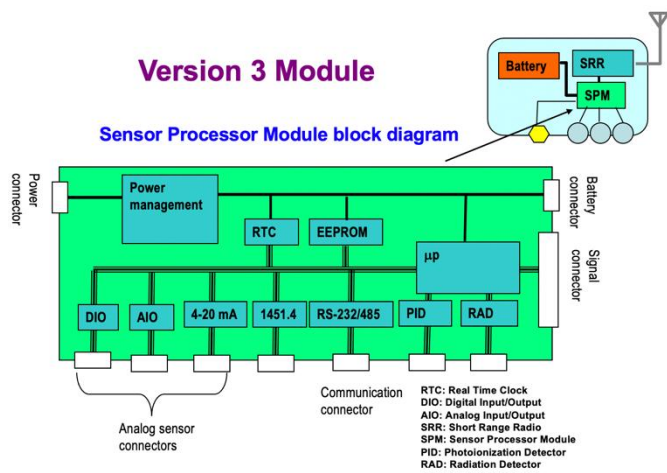 Version 3 Module
Battery
SRR
SPM
Sensor Processor Module block diagram
Power
connector
Power
management
Battery
connector
RTC
EEPROM
Signal
connector
µp
DIO
AIO
4-20 mA
1451.4
RS-232/485
PID
RAD
Analog sensor
connectors
Communication
connector
RTC: Real Time Clock
DIO: Digital Input/Output
AIO: Analog Input/Output
SRR: Short Range Radio
SPM: Sensor Processor Module
PID: Photoionization Detector
RAD: Radiation Detector